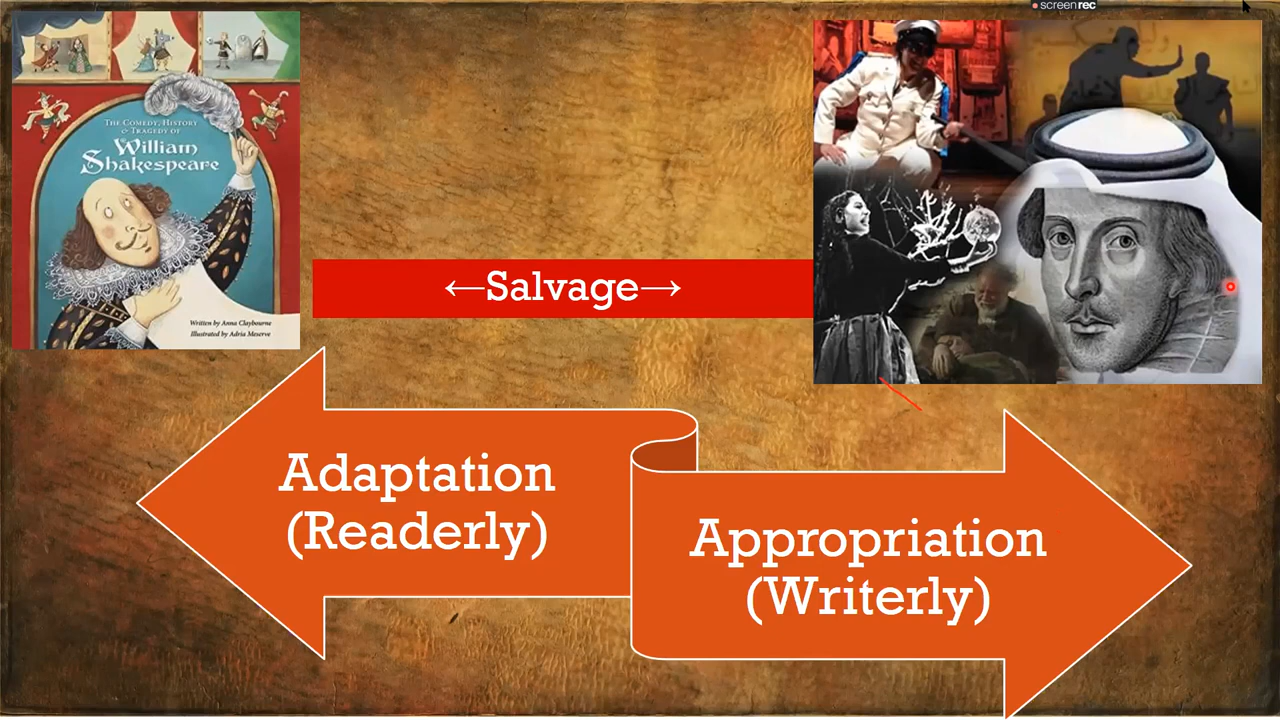 screenrec
THE COMEDY, HISTORY
& TRAGEDY OF
William
Shakespeare
Written by Anna Claybourne
Illustrated by Adria Meserve
←Salvage→
Adaptation
(Readerly)
Appropriation
(Writerly)